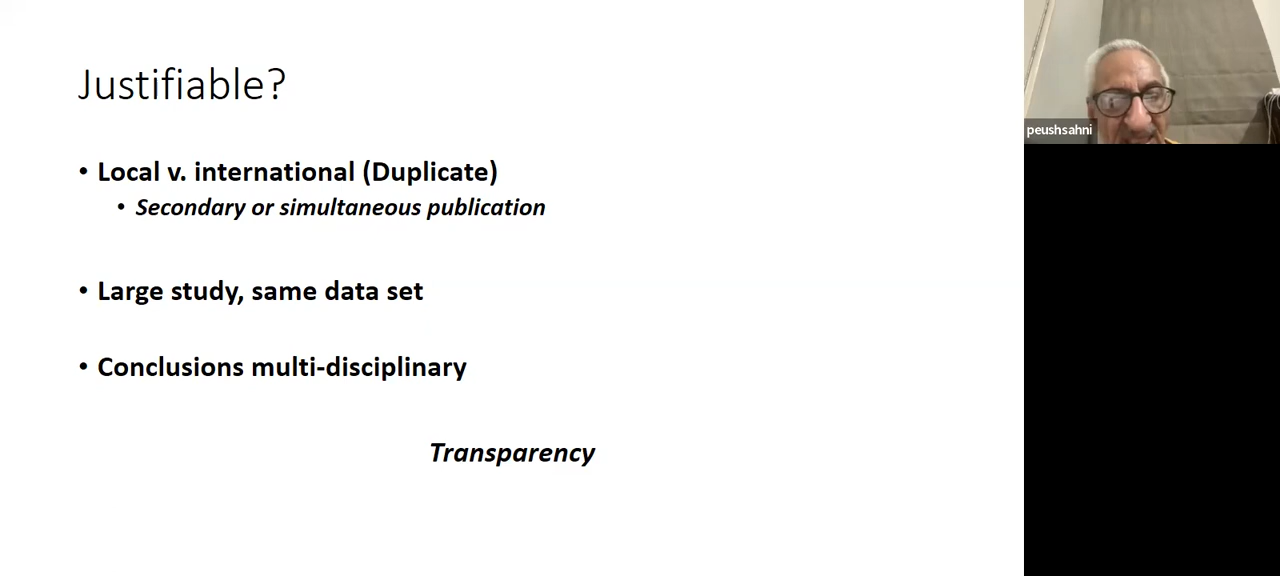 Justifiable?
• Local v. international (Duplicate)
• Secondary or simultaneous publication
• Large study, same data set
• Conclusions multi-disciplinary
Transparency
peushsahni